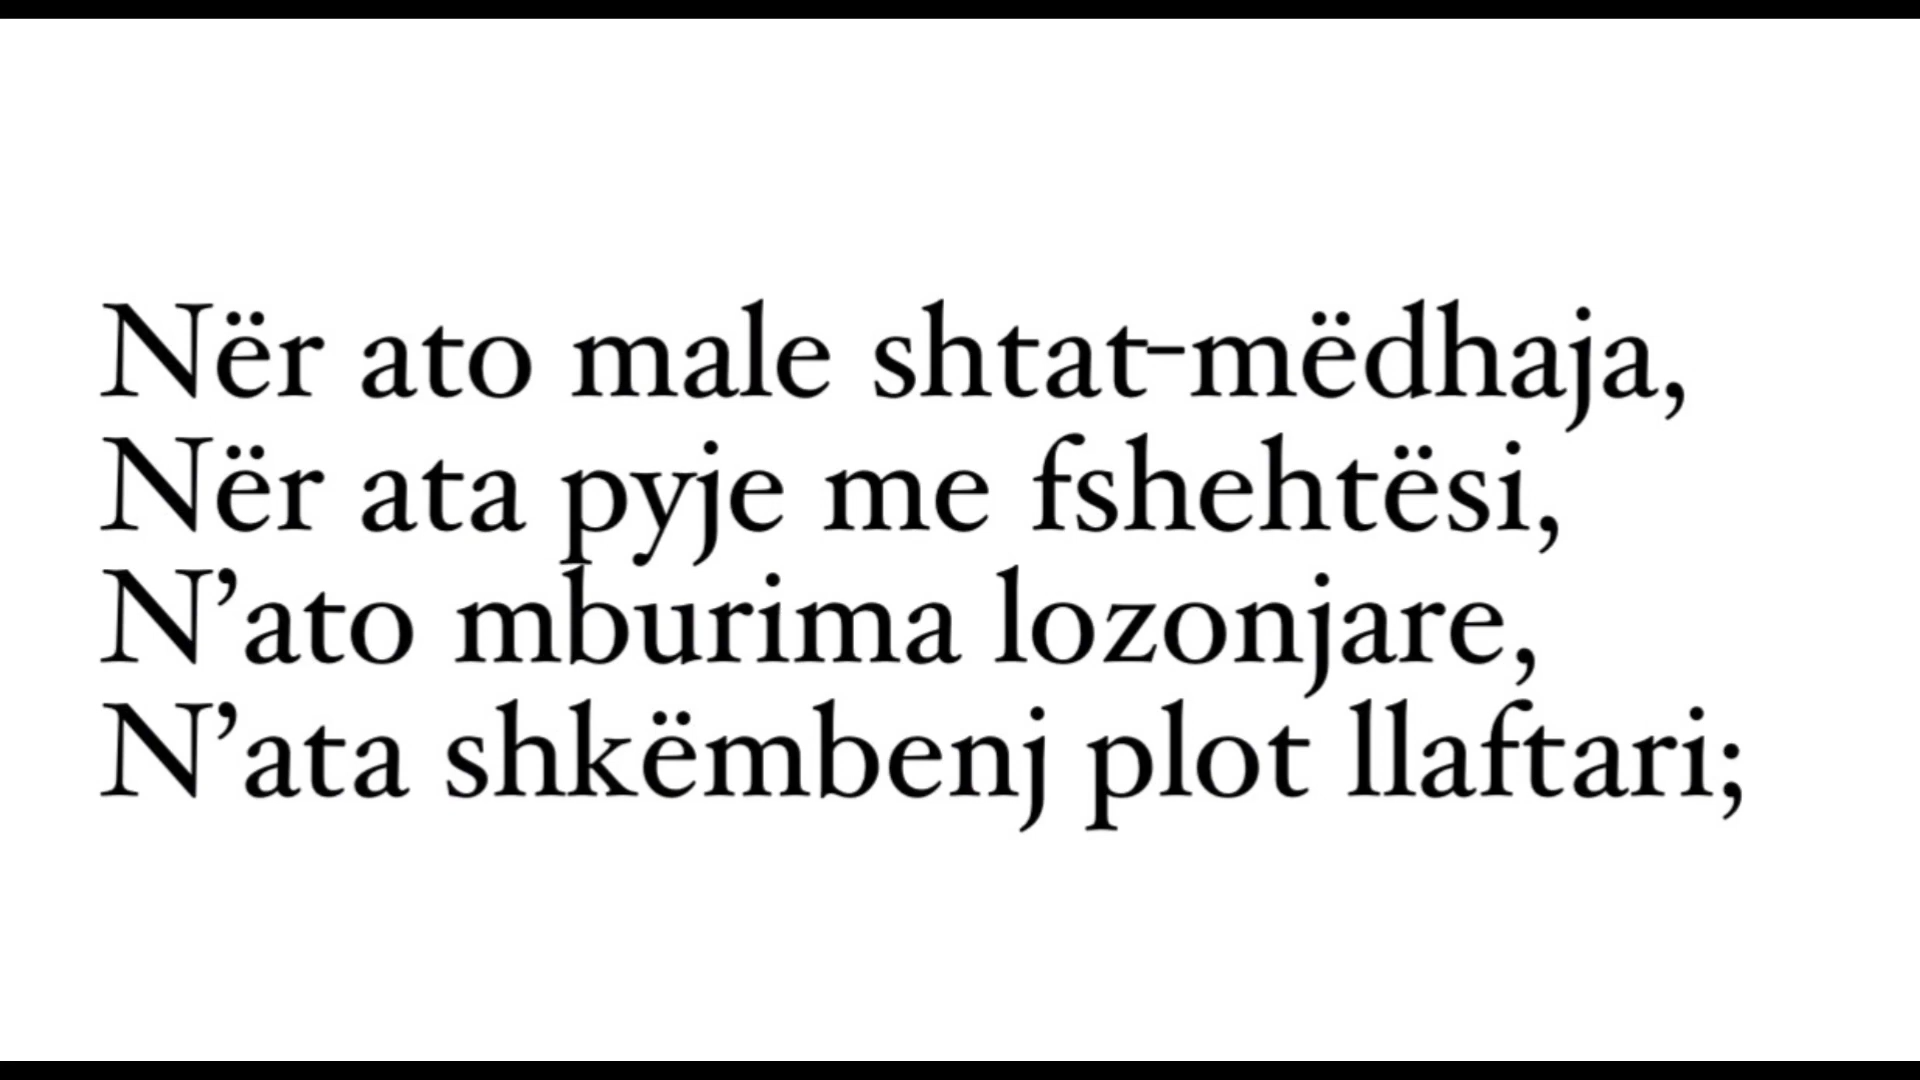 Nër ato male shtat-mëdhaja,
Nër ata pyje me fshehtësi,
N’ato mburima lozonjare,
N’ata shkëmbenj plot llaftari;